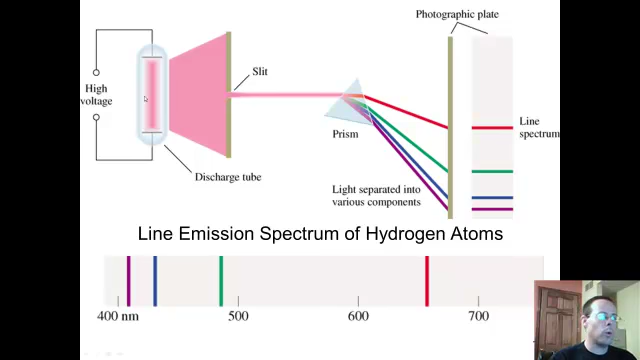 Photographic plate
Slit
High
voltage
Line
spectrum
Prism
Discharge tube
Light separated into
various components
Line Emission Spectrum of Hydrogen Atoms
400 nm
500
600
700